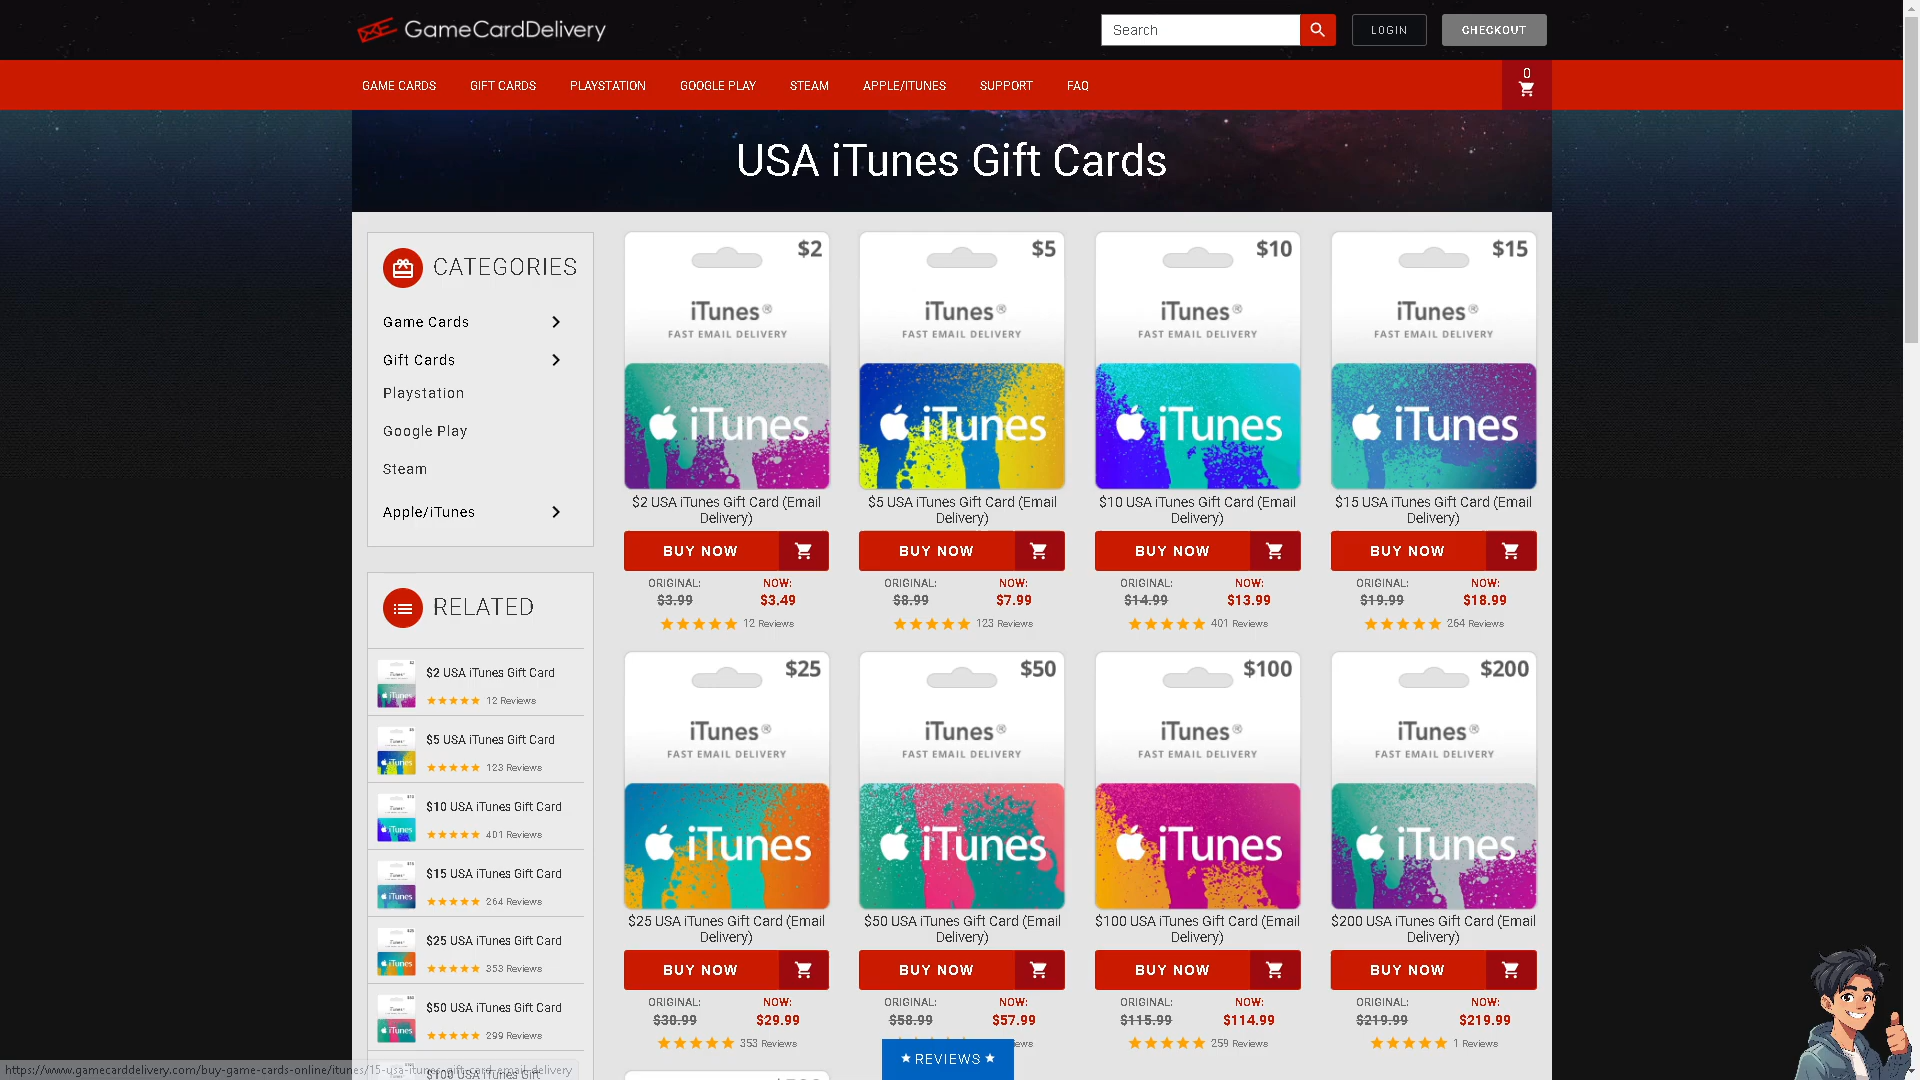 GameCardDelivery
Search
LOGIN
CHECKOUT
GAME CARDS
GIFT CARDS
PLAYSTATION
GOOGLE PLAY
STEAM
APPLE/ITUNES
SUPPORT
FAQ
0
USA iTunes Gift Cards
CATEGORIES
Game Cards
Gift Cards
Playstation
Google Play
Steam
Apple/iTunes
RELATED
$2 USA iTunes Gift Card
12 Reviews
$5 USA iTunes Gift Card
123 Reviews
$10 USA iTunes Gift Card
401 Reviews
$15 USA iTunes Gift Card
264 Reviews
$25 USA iTunes Gift Card
353 Reviews
$50 USA iTunes Gift Card
299 Reviews
$100 USA iTunes Gift
$2
iTunes®
FAST EMAIL DELIVERY
iTunes
$2 USA iTunes Gift Card (Email
Delivery)
BUY NOW
ORIGINAL: NOW:
$3.99 $3.49
12 Reviews
$5
iTunes®
FAST EMAIL DELIVERY
iTunes
$5 USA iTunes Gift Card (Email
Delivery)
BUY NOW
ORIGINAL: NOW:
$8.99 $7.99
123 Reviews
$10
iTunes®
FAST EMAIL DELIVERY
iTunes
$10 USA iTunes Gift Card (Email
Delivery)
BUY NOW
ORIGINAL: NOW:
$14.99 $13.99
401 Reviews
$15
iTunes®
FAST EMAIL DELIVERY
iTunes
$15 USA iTunes Gift Card (Email
Delivery)
BUY NOW
ORIGINAL: NOW:
$19.99 $18.99
264 Reviews
$25
iTunes®
FAST EMAIL DELIVERY
iTunes
$25 USA iTunes Gift Card (Email
Delivery)
BUY NOW
ORIGINAL: NOW:
$30.99 $29.99
353 Reviews
$50
iTunes®
FAST EMAIL DELIVERY
iTunes
$50 USA iTunes Gift Card (Email
Delivery)
BUY NOW
ORIGINAL: NOW:
$58.99 $57.99
$100
iTunes®
FAST EMAIL DELIVERY
iTunes
$100 USA iTunes Gift Card (Email
Delivery)
BUY NOW
ORIGINAL: NOW:
$115.99 $114.99
259 Reviews
$200
iTunes®
FAST EMAIL DELIVERY
iTunes
$200 USA iTunes Gift Card (Email
Delivery)
BUY NOW
ORIGINAL: NOW:
$219.99 $219.99
1 Reviews
★ REVIEWS ★
https://www.gamecarddelivery.com/buy-game-cards-online/itunes/15-usa-itunes-gift-card-email-delivery